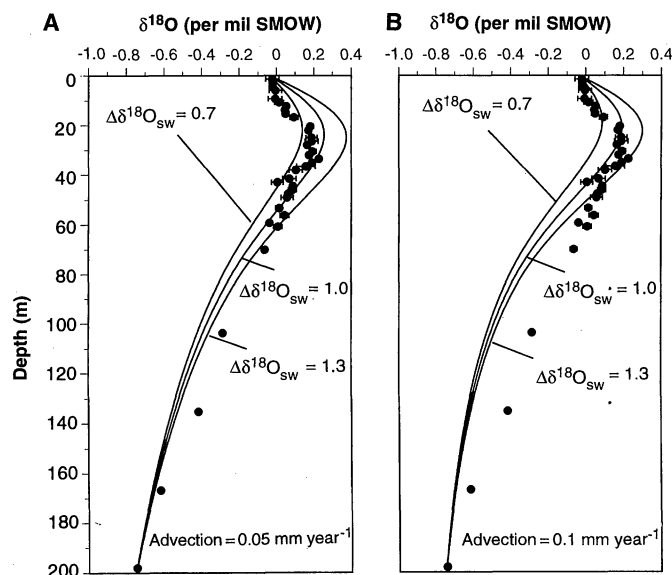 A δ¹⁸O (per mil SMOW)
-1.0 -0.8 -0.6 -0.4 -0.2 0 0.2 0.4
Depth (m)
0
20
40
60
80
100
120
140
160
180
200
Δδ¹⁸Osw = 0.7
Δδ¹⁸Osw = 1.0
Δδ¹⁸Osw = 1.3
Advection = 0.05 mm year⁻¹
B δ¹⁸O (per mil SMOW)
-1.0 -0.8 -0.6 -0.4 -0.2 0 0.2 0.4
Δδ¹⁸Osw = 0.7
Δδ¹⁸Osw = 1.0
Δδ¹⁸Osw = 1.3
Advection = 0.1 mm year⁻¹